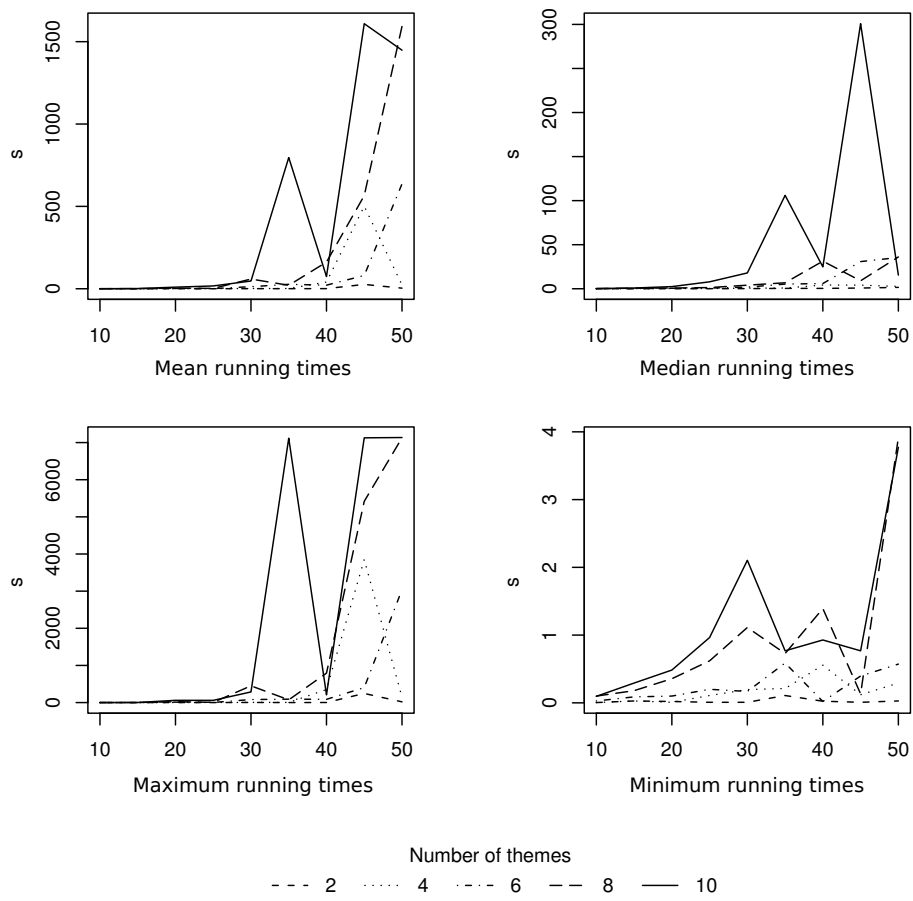 1500
1000
500
0
s
10 20 30 40 50
Mean running times
300
200
100
50
0
s
10 20 30 40 50
Median running times
6000
4000
2000
0
s
10 20 30 40 50
Maximum running times
4
3
2
1
0
s
10 20 30 40 50
Minimum running times
Number of themes
2 4 6 8 10